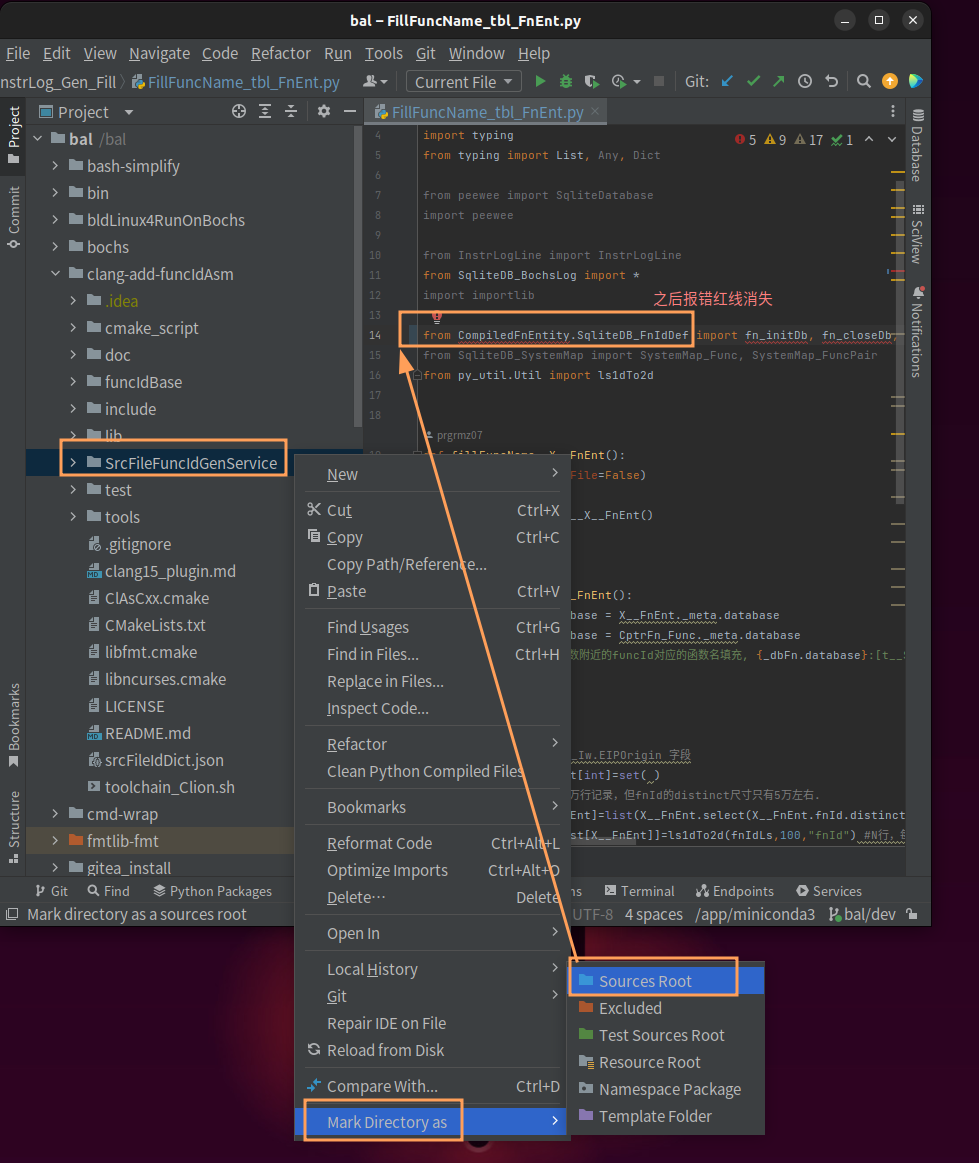 bal – FillFuncName_tbl_FnEnt.py
File Edit View Navigate Code Refactor Run Tools Git Window Help
nstrLog_Gen_Fill FillFuncName_tbl_FnEnt.py Current File Git:
Project
FillFuncName_tbl_FnEnt.py
Project
Commit
Bookmarks
Structure
bal /bal
bash-simplify
bin
bldLinux4RunOnBochs
bochs
clang-add-funcIdAsm
.idea
cmake_script
doc
funcIdBase
include
lib
SrcFileFuncIdGenService
test
tools
.gitignore
clang15_plugin.md
ClAsCxx.cmake
CMakeLists.txt
libfmt.cmake
libncurses.cmake
LICENSE
README.md
srcFileIdDict.json
toolchain_Clion.sh
cmd-wrap
fmtlib-fmt
gitea_install
5 9 17 1
4 import typing
5 from typing import List, Any, Dict
6
7 from peewee import SqliteDatabase
8 import peewee
9
10 from InstrLogLine import InstrLogLine
11 from SqliteDB_BochsLog import *
12 import importlib
之后报错红线消失
13
14 from CompiledFnEntity.SqliteDB_FnIdDef import fn_initDb, fn_closeDb,
15 from SqliteDB_SystemMap import SystemMap_Func, SystemMap_FuncPair
16 from py_util.Util import ls1dTo2d
17
18
prgrmz07
_X__FnEnt():
File=False)
__X__FnEnt()
_FnEnt():
base = X__FnEnt._meta.database
base = CptrFn_Func._meta.database
数附近的funcId对应的函数名填充, {_dbFn.database}:[t__
_Iw.EIPOrigin 字段
t[int]=set(_)
万行记录，但fnId的distinct尺寸只有5万左右.
Ent]=list(X__FnEnt.select(X__FnEnt.fnId.distinct
st[X__FnEnt]]=ls1dTo2d(fnIdLs,100,"fnId") #N行，
Database
SciView
Notifications
New
Cut Ctrl+X
Copy Ctrl+C
Copy Path/Reference...
Paste Ctrl+V
Find Usages Ctrl+G
Find in Files... Ctrl+H
Replace in Files...
Inspect Code...
Refactor
Clean Python Compiled Files
Bookmarks
Reformat Code Ctrl+Alt+L
Optimize Imports Ctrl+Alt+O
Delete… Delete
Open In
Local History
Git
Repair IDE on File
Reload from Disk
Compare With... Ctrl+D
Mark Directory as
Sources Root
Excluded
Test Sources Root
Resource Root
Namespace Package
Template Folder
Git Find Python Packages Terminal Endpoints Services
Mark directory as a sources root UTF-8 4 spaces /app/miniconda3 bal/dev